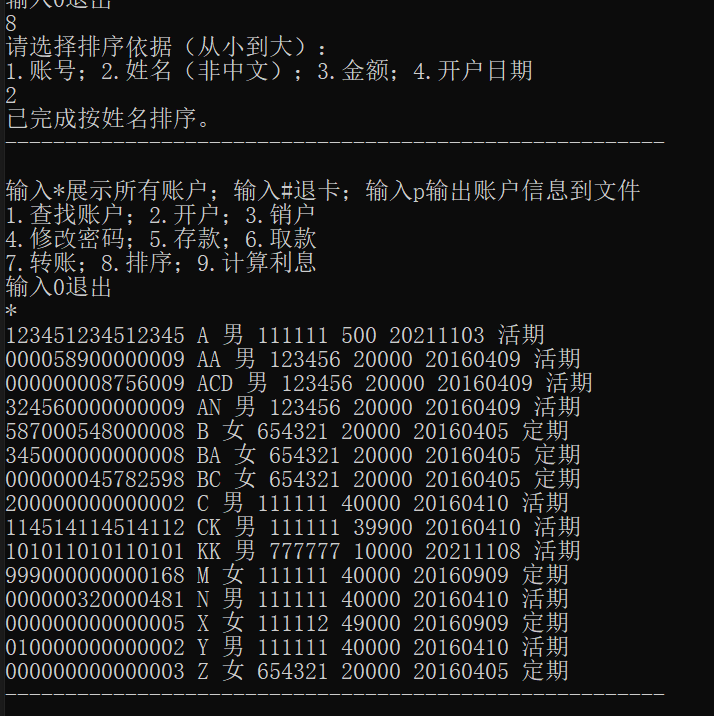 输入0退出
8
请选择排序依据（从小到大）：
1.账号；2.姓名（非中文）；3.金额；4.开户日期
2
已完成按姓名排序。
-------------------------------------------------------
输入*展示所有账户；输入#退卡；输入p输出账户信息到文件
1.查找账户；2.开户；3.销户
4.修改密码；5.存款；6.取款
7.转账；8.排序；9.计算利息
输入0退出
*
123451234512345 A 男 111111 500 20211103 活期
000058900000009 AA 男 123456 20000 20160409 活期
000000008756009 ACD 男 123456 20000 20160409 活期
324560000000009 AN 男 123456 20000 20160409 活期
587000548000008 B 女 654321 20000 20160405 定期
345000000000008 BA 女 654321 20000 20160405 定期
000000045782598 BC 女 654321 20000 20160405 定期
200000000000002 C 男 111111 40000 20160410 活期
114514114514112 CK 男 111111 39900 20160410 活期
101011010110101 KK 男 777777 10000 20211108 活期
999000000000168 M 女 111111 40000 20160909 定期
000000320000481 N 男 111111 40000 20160410 活期
000000000000005 X 女 111112 49000 20160909 定期
010000000000002 Y 男 111111 40000 20160410 活期
000000000000003 Z 女 654321 20000 20160405 定期
-------------------------------------------------------